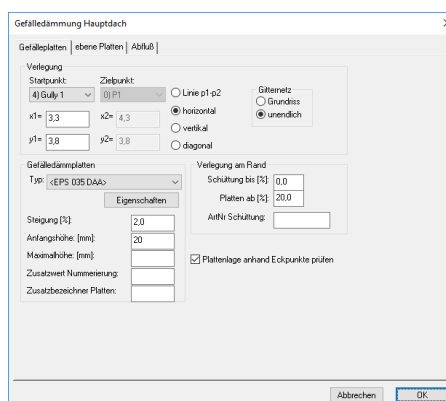 Gefälledämmung Hauptdach
Gefälleplatten ebene Platten Abfluß
Verlegung
Startpunkt: Zielpunkt:
4) Gully 1 0) P1
x1= 3,3 x2= 4,3
y1= 3,8 y2= 3,8
Linie p1-p2
horizontal
vertikal
diagonal
Gitternetz
Grundriss
unendlich
Gefälledämmplatten
Typ: <EPS 035 DAA>
Eigenschaften
Steigung [%]: 2,0
Anfangshöhe: [mm]: 20
Maximalhöhe: [mm]:
Zusatzwert Nummerierung:
Zusatzbezeichner Platten:
Verlegung am Rand
Schüttung bis [%]: 0,0
Platten ab [%]: 20,0
ArtNr Schüttung:
Plattenlage anhand Eckpunkte prüfen
Abbrechen OK